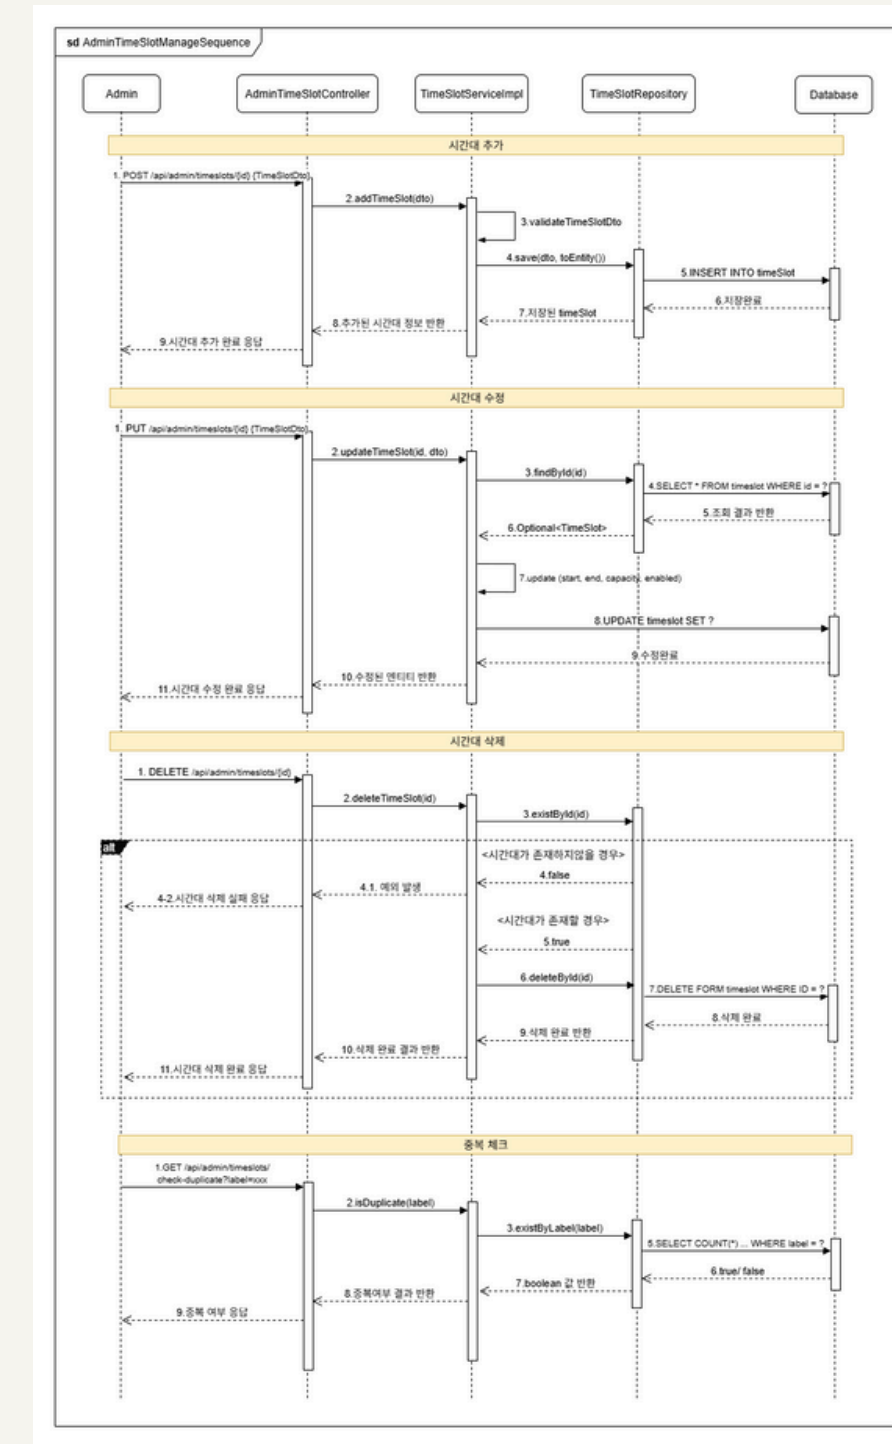 sd AdminTimeSlotManageSequence
Admin
AdminTimeSlotController
TimeSlotServiceImpl
TimeSlotRepository
Database
시간대 추가
1. POST /api/admin/timeslots/{id} {TimeSlotDto}
2.addTimeSlot(dto)
3.validateTimeSlotDto
4.save(dto, toEntity())
5.INSERT INTO timeSlot
6.저장완료
7.저장된 timeSlot
8.추가된 시간대 정보 반환
9.시간대 추가 완료 응답
시간대 수정
1. PUT /api/admin/timeslots/{id} {TimeSlotDto}
2.updateTimeSlot(id, dto)
3.findById(id)
4.SELECT * FROM timeslot WHERE id = ?
5.조회 결과 반환
6.Optional<TimeSlot>
7.update (start, end, capacity, enabled)
8.UPDATE timeslot SET ?
9.수정완료
10.수정된 엔티티 반환
11.시간대 수정 완료 응답
시간대 삭제
1. DELETE /api/admin/timeslots/{id}
2.deleteTimeSlot(id)
3.existById(id)
alt
<시간대가 존재하지않을 경우>
4.false
4.1. 예외 발생
4-2.시간대 삭제 실패 응답
<시간대가 존재할 경우>
5.true
6.deleteById(id)
7.DELETE FORM timeslot WHERE ID = ?
8.삭제 완료
9.삭제 완료 반환
10.삭제 완료 결과 반환
11.시간대 삭제 완료 응답
중복 체크
1.GET /api/admin/timeslots/
check-duplicate?label=xxx
2.isDuplicate(label)
3.existByLabel(label)
5.SELECT COUNT(*) ... WHERE label = ?
6.true/ false
7.boolean 값 반환
8.중복여부 결과 반환
9.중복 여부 응답